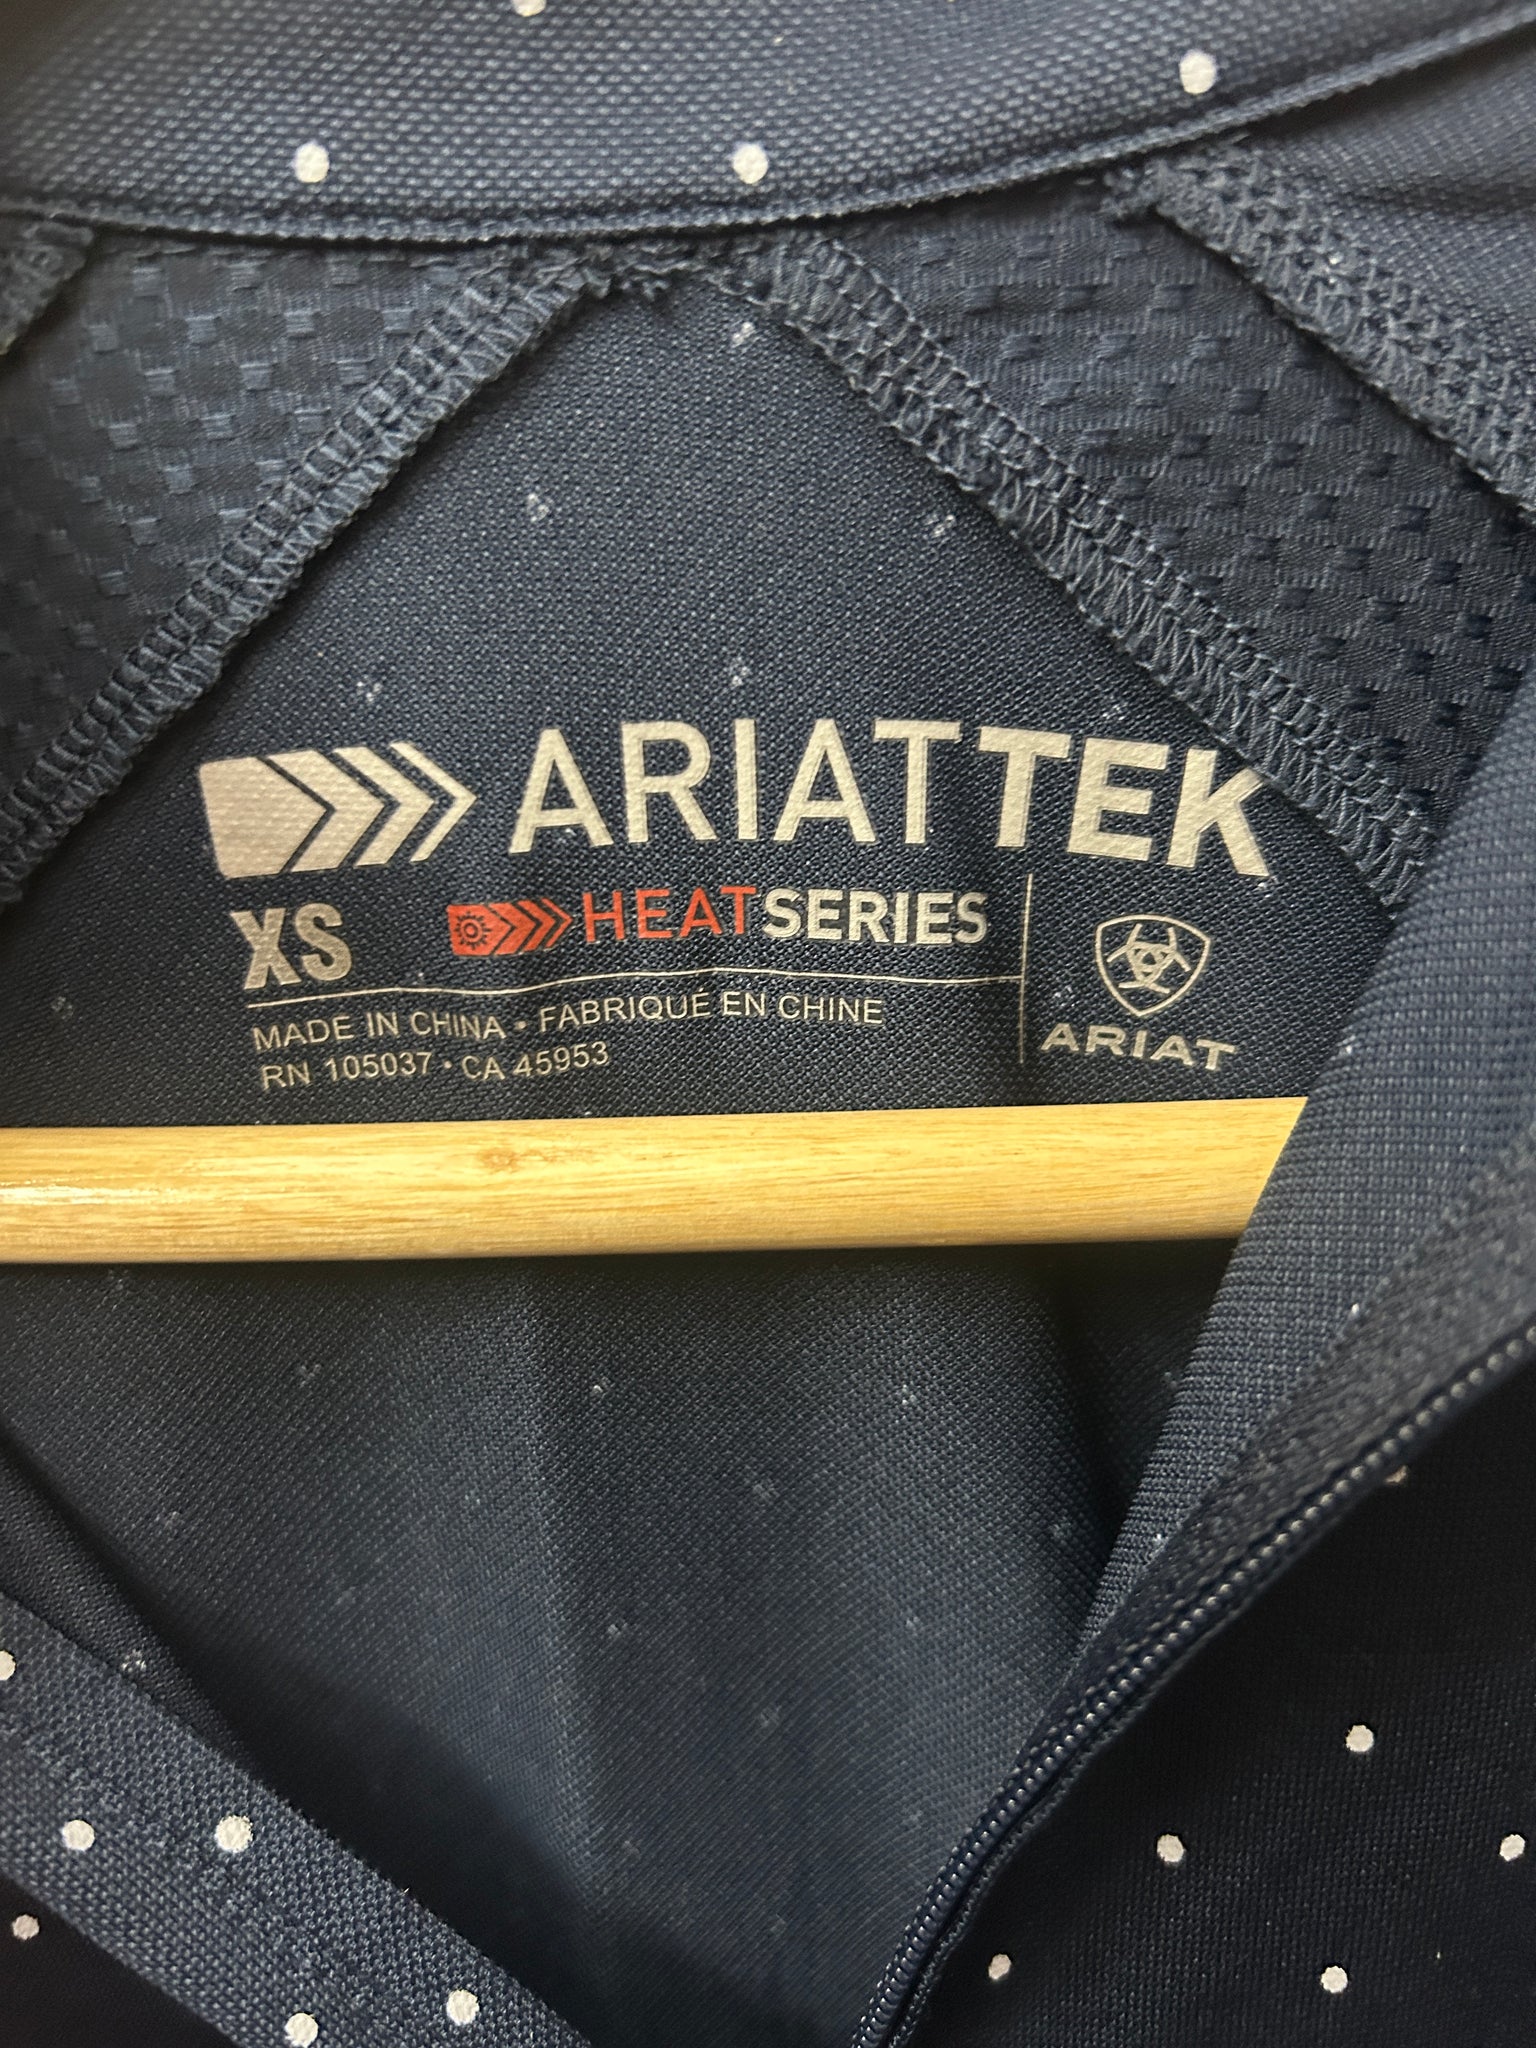 ARIATTEK
XS HEATSERIES
MADE IN CHINA • FABRIQUÉ EN CHINE
RN 105037 • CA 45953
ARIAT